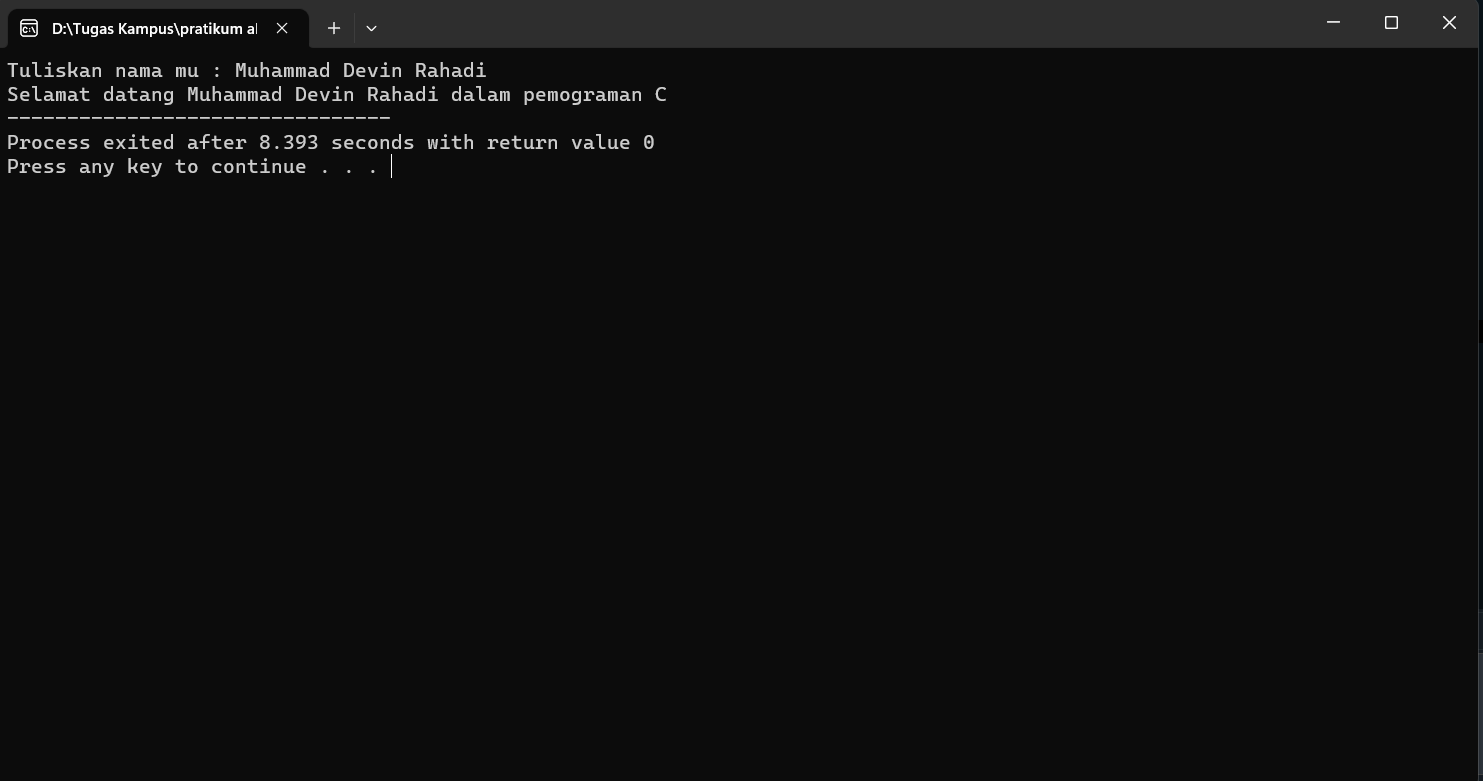 D:\Tugas Kampus\pratikum al
Tuliskan nama mu : Muhammad Devin Rahadi
Selamat datang Muhammad Devin Rahadi dalam pemograman C
--------------------------------
Process exited after 8.393 seconds with return value 0
Press any key to continue . . .